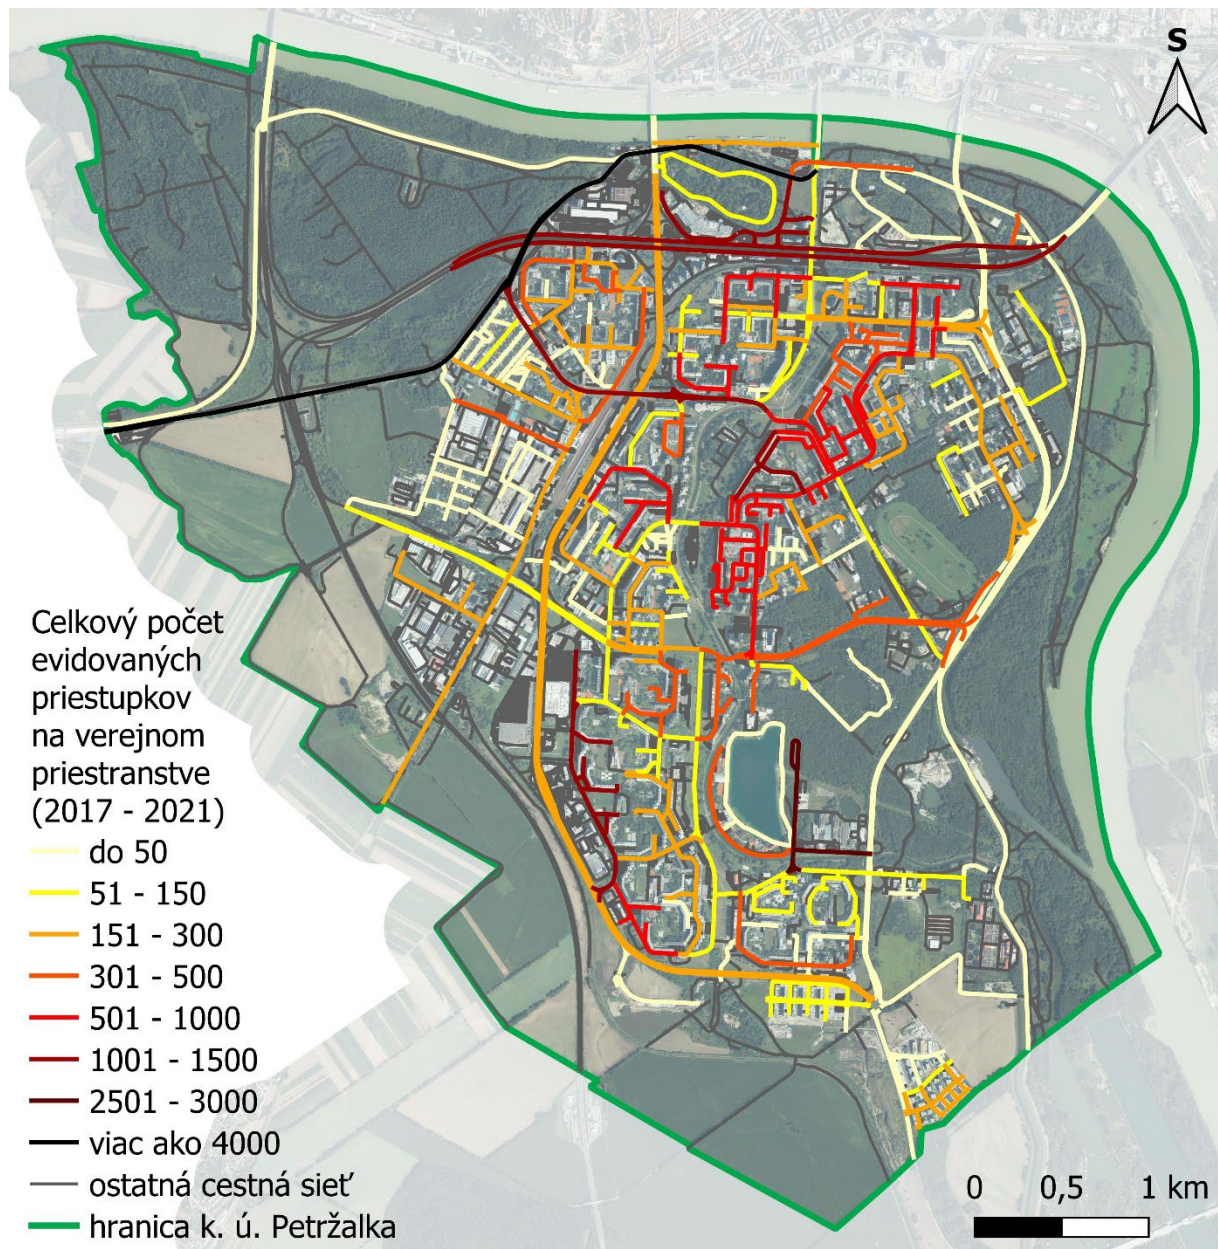 S
Celkový počet
evidovaných
priestupkov
na verejnom
priestranstve
(2017 - 2021)
do 50
51 - 150
151 - 300
301 - 500
501 - 1000
1001 - 1500
2501 - 3000
viac ako 4000
ostatná cestná sieť
hranica k. ú. Petržalka
0 0,5 1 km